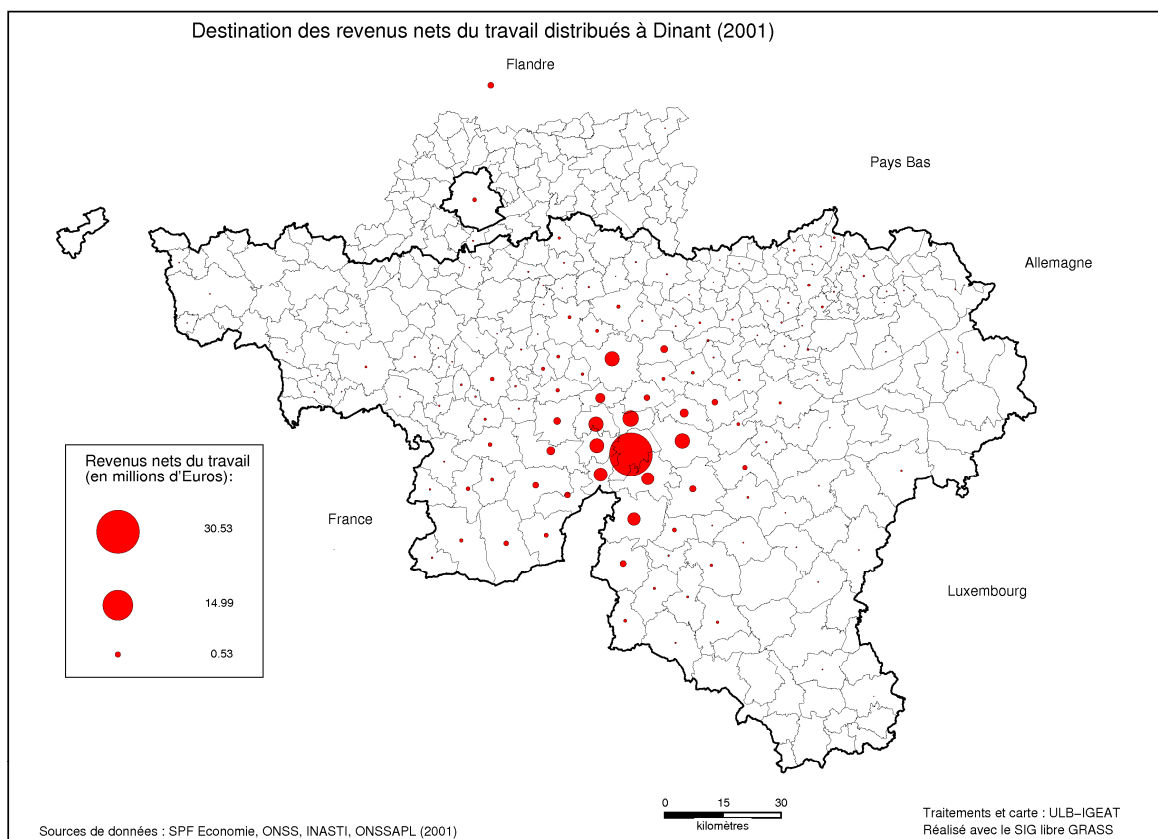 Destination des revenus nets du travail distribués à Dinant (2001)
Flandre
Pays Bas
Allemagne
Revenus nets du travail
(en millions d'Euros):
30.53
14.99
0.53
France
Luxembourg
0 15 30
kilomètres
Sources de données : SPF Economie, ONSS, INASTI, ONSSAPL (2001)
Traitements et carte : ULB-IGEAT
Réalisé avec le SIG libre GRASS